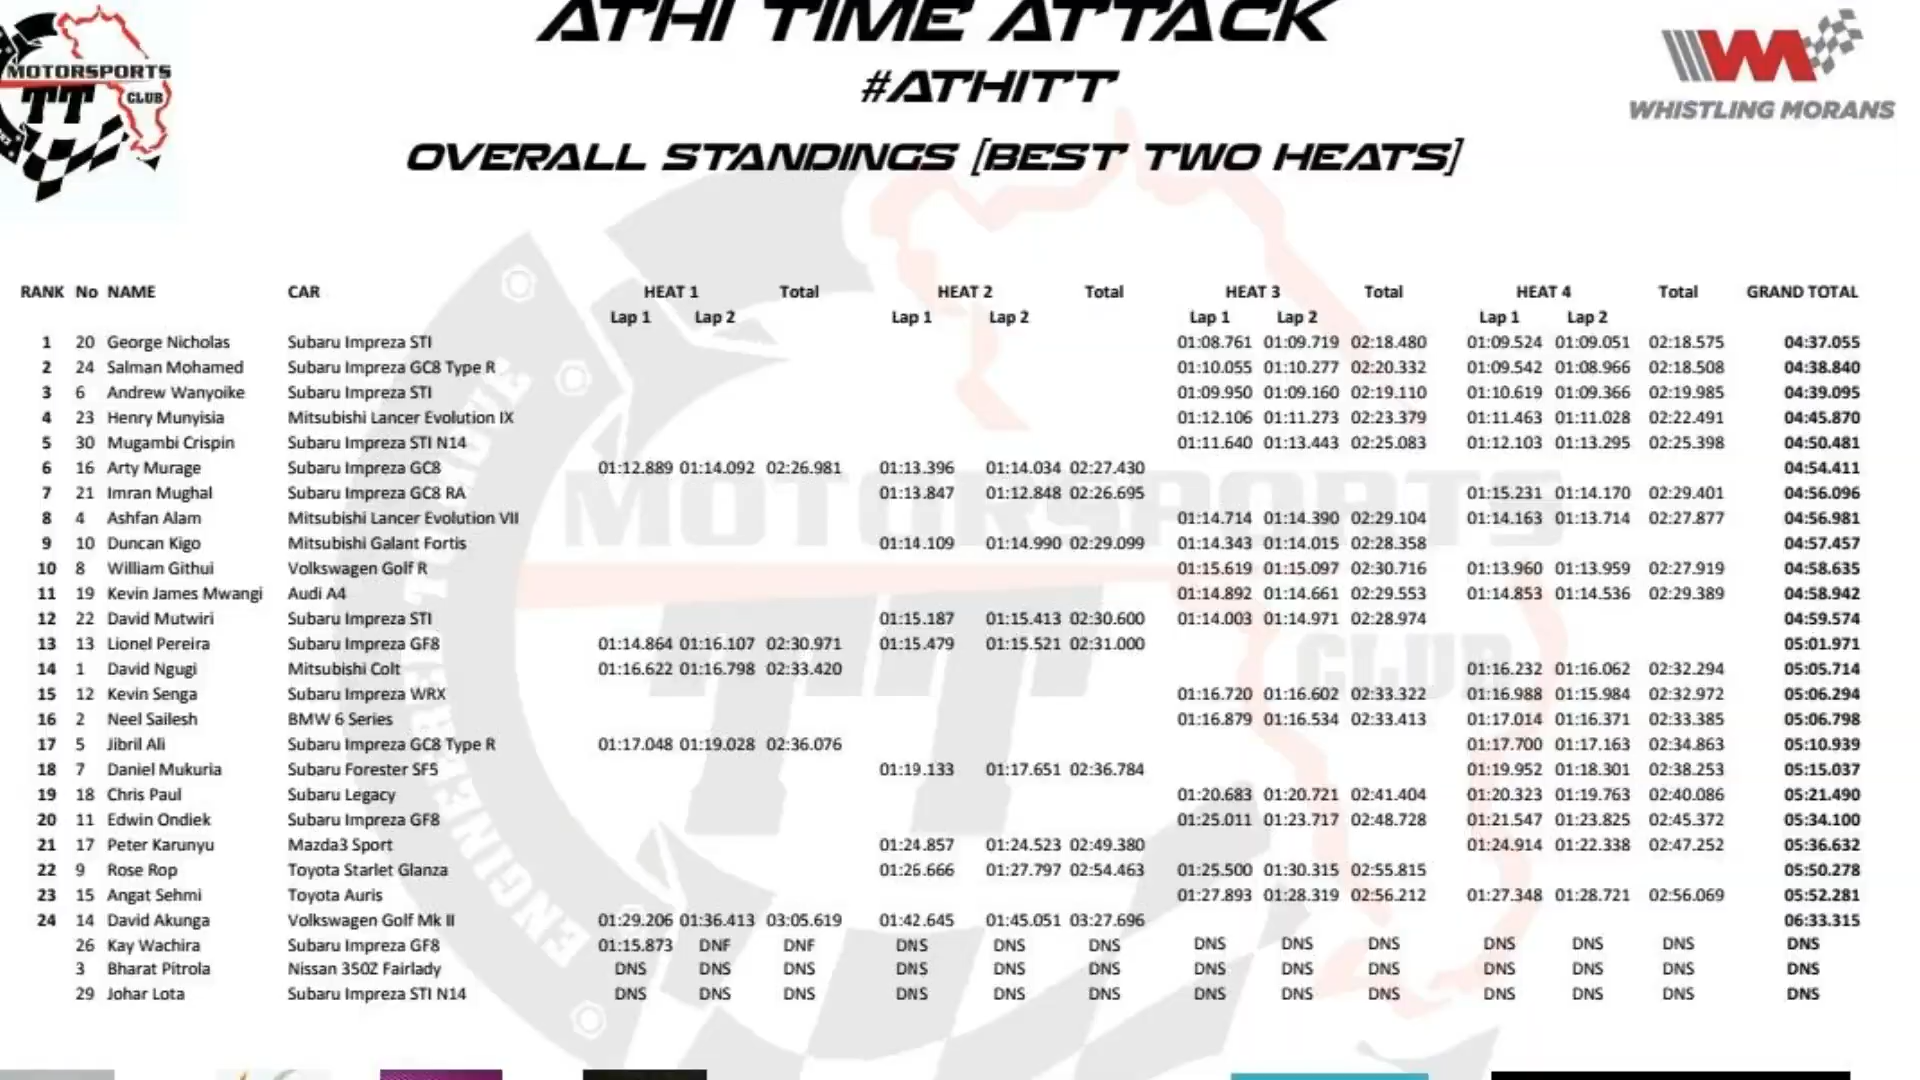 ATHI TIME ATTACK
#ATHITT
OVERALL STANDINGS [BEST TWO HEATS]
MOTORSPORTS
TT CLUB
WM
WHISTLING MORANS
RANK No NAME CAR HEAT 1 Total HEAT 2 Total HEAT 3 Total HEAT 4 Total GRAND TOTAL
Lap 1 Lap 2 Lap 1 Lap 2 Lap 1 Lap 2 Lap 1 Lap 2
1 20 George Nicholas Subaru Impreza STI 01:08.761 01:09.719 02:18.480 01:09.524 01:09.051 02:18.575 04:37.055
2 24 Salman Mohamed Subaru Impreza GC8 Type R 01:10.055 01:10.277 02:20.332 01:09.542 01:08.966 02:18.508 04:38.840
3 6 Andrew Wanyoike Subaru Impreza STI 01:09.950 01:09.160 02:19.110 01:10.619 01:09.366 02:19.985 04:39.095
4 23 Henry Munyisia Mitsubishi Lancer Evolution IX 01:12.106 01:11.273 02:23.379 01:11.463 01:11.028 02:22.491 04:45.870
5 30 Mugambi Crispin Subaru Impreza STI N14 01:11.640 01:13.443 02:25.083 01:12.103 01:13.295 02:25.398 04:50.481
6 16 Arty Murage Subaru Impreza GC8 01:12.889 01:14.092 02:26.981 01:13.396 01:14.034 02:27.430 04:54.411
7 21 Imran Mughal Subaru Impreza GC8 RA 01:13.847 01:12.848 02:26.695 01:15.231 01:14.170 02:29.401 04:56.096
8 4 Ashfan Alam Mitsubishi Lancer Evolution VII 01:14.714 01:14.390 02:29.104 01:14.163 01:13.714 02:27.877 04:56.981
9 10 Duncan Kigo Mitsubishi Galant Fortis 01:14.109 01:14.990 02:29.099 01:14.343 01:14.015 02:28.358 04:57.457
10 8 William Githui Volkswagen Golf R 01:15.619 01:15.097 02:30.716 01:13.960 01:13.959 02:27.919 04:58.635
11 19 Kevin James Mwangi Audi A4 01:14.892 01:14.661 02:29.553 01:14.853 01:14.536 02:29.389 04:58.942
12 22 David Mutwiri Subaru Impreza STI 01:15.187 01:15.413 02:30.600 01:14.003 01:14.971 02:28.974 04:59.574
13 13 Lionel Pereira Subaru Impreza GF8 01:14.864 01:16.107 02:30.971 01:15.479 01:15.521 02:31.000 05:01.971
14 1 David Ngugi Mitsubishi Colt 01:16.622 01:16.798 02:33.420 01:16.232 01:16.062 02:32.294 05:05.714
15 12 Kevin Senga Subaru Impreza WRX 01:16.720 01:16.602 02:33.322 01:16.988 01:15.984 02:32.972 05:06.294
16 2 Neel Sailesh BMW 6 Series 01:16.879 01:16.534 02:33.413 01:17.014 01:16.371 02:33.385 05:06.798
17 5 Jibril Ali Subaru Impreza GC8 Type R 01:17.048 01:19.028 02:36.076 01:17.700 01:17.163 02:34.863 05:10.939
18 7 Daniel Mukuria Subaru Forester SF5 01:19.133 01:17.651 02:36.784 01:19.952 01:18.301 02:38.253 05:15.037
19 18 Chris Paul Subaru Legacy 01:20.683 01:20.721 02:41.404 01:20.323 01:19.763 02:40.086 05:21.490
20 11 Edwin Ondiek Subaru Impreza GF8 01:25.011 01:23.717 02:48.728 01:21.547 01:23.825 02:45.372 05:34.100
21 17 Peter Karunyu Mazda3 Sport 01:24.857 01:24.523 02:49.380 01:24.914 01:22.338 02:47.252 05:36.632
22 9 Rose Rop Toyota Starlet Glanza 01:26.666 01:27.797 02:54.463 01:25.500 01:30.315 02:55.815 05:50.278
23 15 Angat Sehmi Toyota Auris 01:27.893 01:28.319 02:56.212 01:27.348 01:28.721 02:56.069 05:52.281
24 14 David Akunga Volkswagen Golf Mk II 01:29.206 01:36.413 03:05.619 01:42.645 01:45.051 03:27.696 06:33.315
26 Kay Wachira Subaru Impreza GF8 01:15.873 DNF DNF DNS DNS DNS DNS DNS DNS DNS DNS DNS DNS
3 Bharat Pitrola Nissan 350Z Fairlady DNS DNS DNS DNS DNS DNS DNS DNS DNS DNS DNS DNS DNS
29 Johar Lota Subaru Impreza STI N14 DNS DNS DNS DNS DNS DNS DNS DNS DNS DNS DNS DNS DNS
MOTORSPORTS
TT CLUB